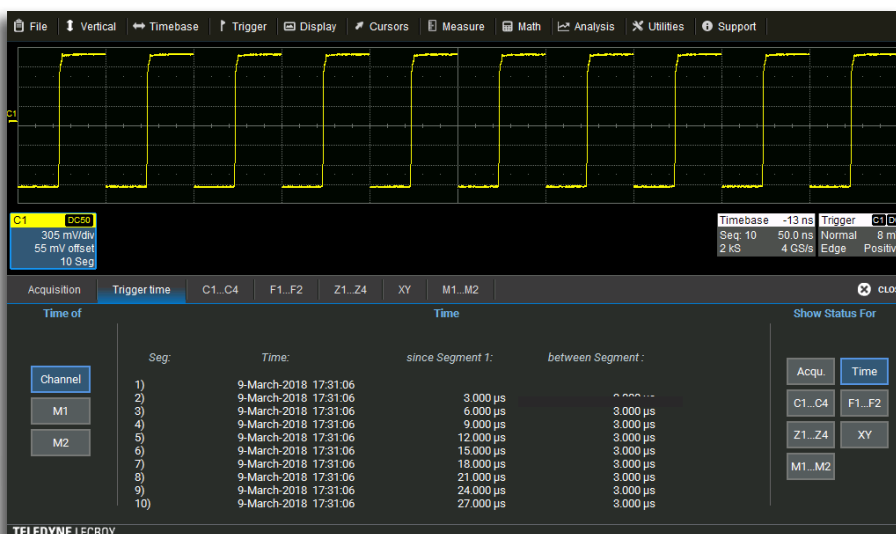 File Vertical Timebase Trigger Display Cursors Measure Math Analysis Utilities Support
C1
C1 DC50
305 mV/div
55 mV offset
10 Seg
Timebase -13 ns
Seq: 10 50.0 ns
2 kS 4 GS/s
Trigger C1
Normal 8
Edge
Acquisition Trigger time C1...C4 F1...F2 Z1...Z4 XY M1...M2
Time of Time Show Status For
Channel
M1
M2
Seg: Time: since Segment 1: between Segment :
1) 9-March-2018 17:31:06
2) 9-March-2018 17:31:06 3.000 µs
3) 9-March-2018 17:31:06 6.000 µs 3.000 µs
4) 9-March-2018 17:31:06 9.000 µs 3.000 µs
5) 9-March-2018 17:31:06 12.000 µs 3.000 µs
6) 9-March-2018 17:31:06 15.000 µs 3.000 µs
7) 9-March-2018 17:31:06 18.000 µs 3.000 µs
8) 9-March-2018 17:31:06 21.000 µs 3.000 µs
9) 9-March-2018 17:31:06 24.000 µs 3.000 µs
10) 9-March-2018 17:31:06 27.000 µs 3.000 µs
Acqu. Time
C1...C4 F1...F2
Z1...Z4 XY
M1...M2
TELEDYNE LECROY